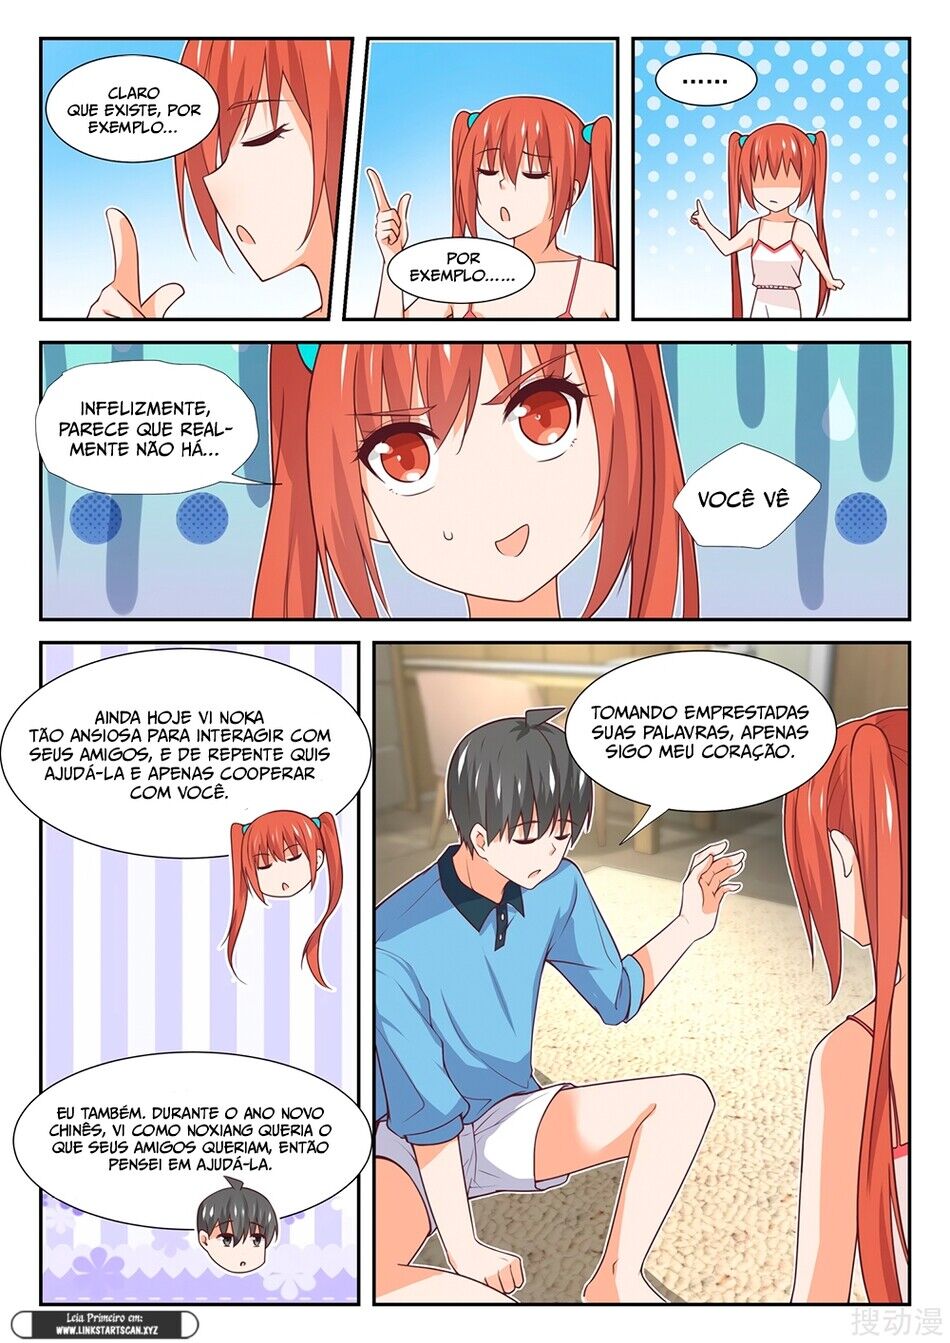 CLARO
QUE EXISTE, POR
EXEMPLO...
POR
EXEMPLO......
......
INFELIZMENTE,
PARECE QUE REAL-
MENTE NÃO HÁ...
VOCÊ VÊ
AINDA HOJE VI NOKA
TÃO ANSIOSA PARA INTERAGIR COM
SEUS AMIGOS, E DE REPENTE QUIS
AJUDÁ-LA E APENAS COOPERAR
COM VOCÊ.
TOMANDO EMPRESTADAS
SUAS PALAVRAS, APENAS
SIGO MEU CORAÇÃO.
EU TAMBÉM. DURANTE O ANO NOVO
CHINÊS, VI COMO NOXIANG QUERIA O
QUE SEUS AMIGOS QUERIAM, ENTÃO
PENSEI EM AJUDÁ-LA.
Leia Primeiro em:
WWW.LINKSTARTSCAN.XYZ
搜动漫